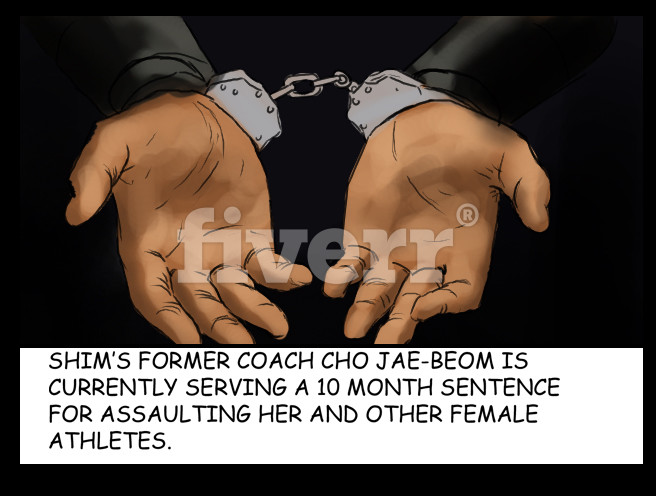 fiverr®
SHIM'S FORMER COACH CHO JAE-BEOM IS
CURRENTLY SERVING A 10 MONTH SENTENCE
FOR ASSAULTING HER AND OTHER FEMALE
ATHLETES.